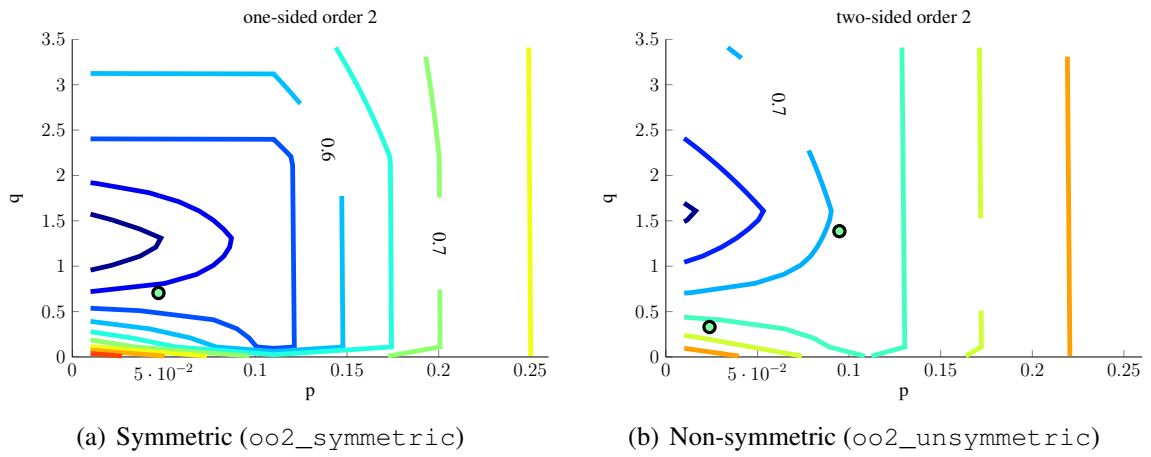 one-sided order 2
3.5
3
2.5
2
1.5
1
0.5
0
q
0.6
0.7
0
5 · 10⁻²
0.1
0.15
0.2
0.25
p
(a) Symmetric (oo2_symmetric)
two-sided order 2
3.5
3
2.5
2
1.5
1
0.5
0
q
0.7
0
5 · 10⁻²
0.1
0.15
0.2
0.25
p
(b) Non-symmetric (oo2_unsymmetric)